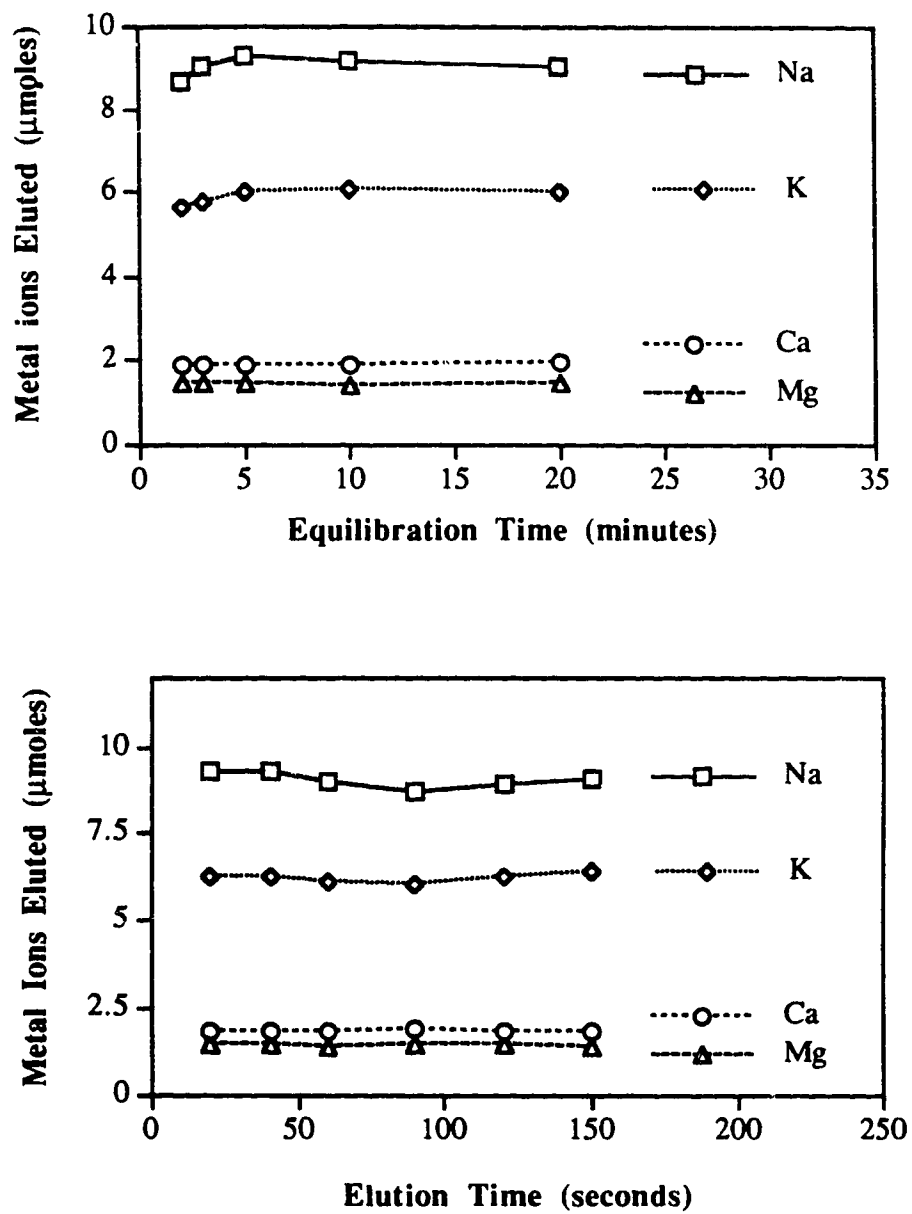 Metal ions Eluted (µmoles)
10
8
6
4
2
0
0 5 10 15 20 25 30 35
Equilibration Time (minutes)
Na
K
Ca
Mg
Metal Ions Eluted (µmoles)
10
7.5
5
2.5
0
0 50 100 150 200 250
Elution Time (seconds)
Na
K
Ca
Mg